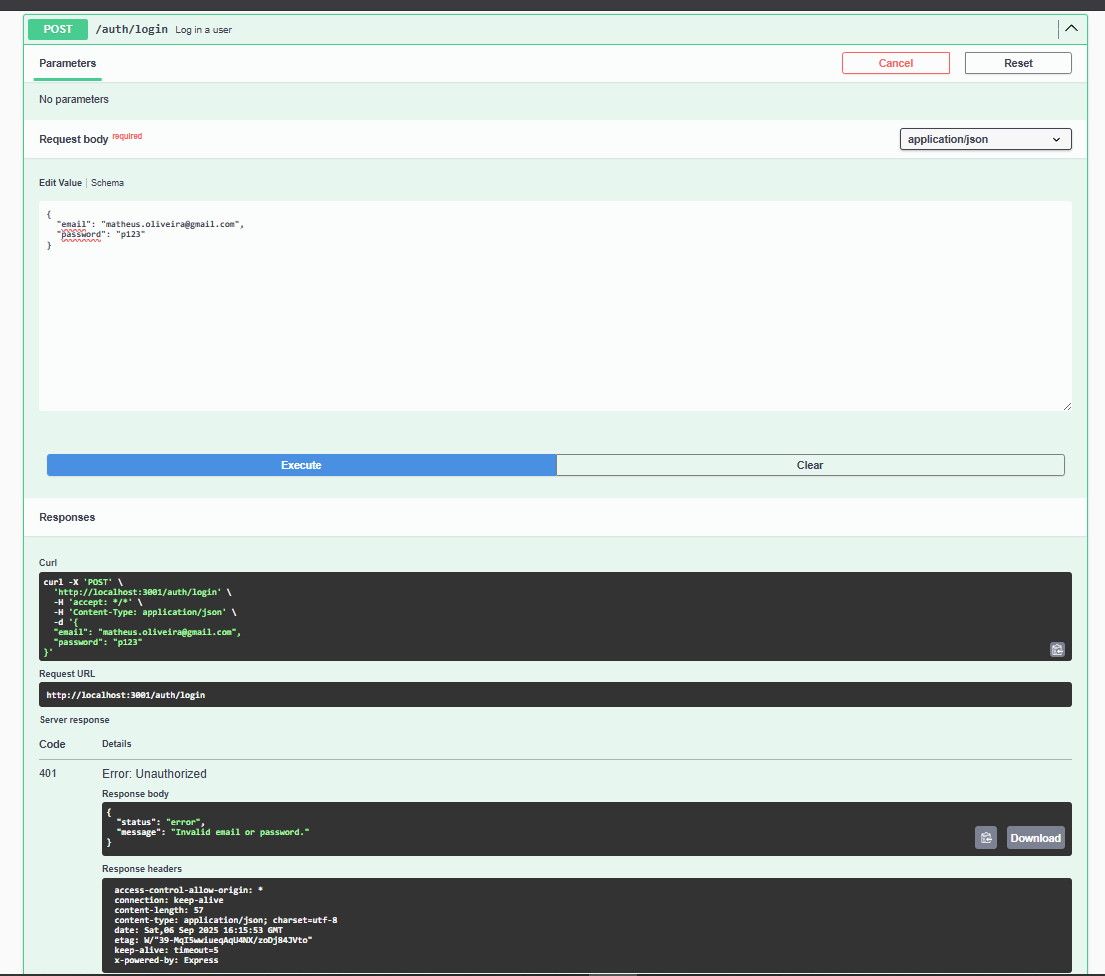 POST /auth/login Log in a user
Parameters
Cancel
Reset
No parameters
Request body required
application/json
Edit Value Schema
{
"email": "matheus.oliveira@gmail.com",
"password": "p123"
}
Execute
Clear
Responses
Curl
curl -X 'POST' \
'http://localhost:3001/auth/login' \
-H 'accept: */*' \
-H 'Content-Type: application/json' \
-d '{
"email": "matheus.oliveira@gmail.com",
"password": "p123"
}'
Request URL
http://localhost:3001/auth/login
Server response
Code Details
401 Error: Unauthorized
Response body
{
"status": "error",
"message": "Invalid email or password."
}
Download
Response headers
access-control-allow-origin: *
connection: keep-alive
content-length: 57
content-type: application/json; charset=utf-8
date: Sat,06 Sep 2025 16:15:53 GMT
etag: W/"39-MqI5wwiueqAqU4NX/zoDj84JVto"
keep-alive: timeout=5
x-powered-by: Express